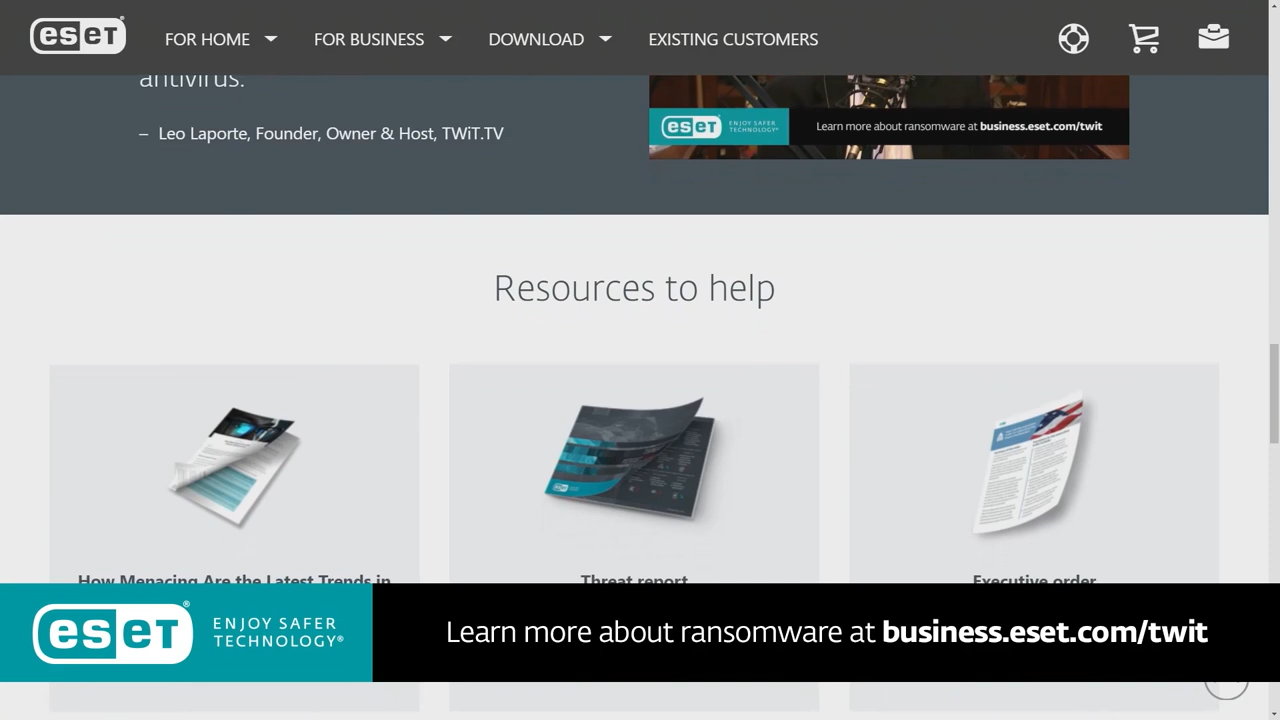 eset
FOR HOME
FOR BUSINESS
DOWNLOAD
EXISTING CUSTOMERS
antivirus.
– Leo Laporte, Founder, Owner & Host, TWiT.TV
eset ENJOY SAFER TECHNOLOGY®
Learn more about ransomware at business.eset.com/twit
Resources to help
How Menacing Are the Latest Trends in
Threat report
Executive order
eset® ENJOY SAFER
TECHNOLOGY®
Learn more about ransomware at business.eset.com/twit